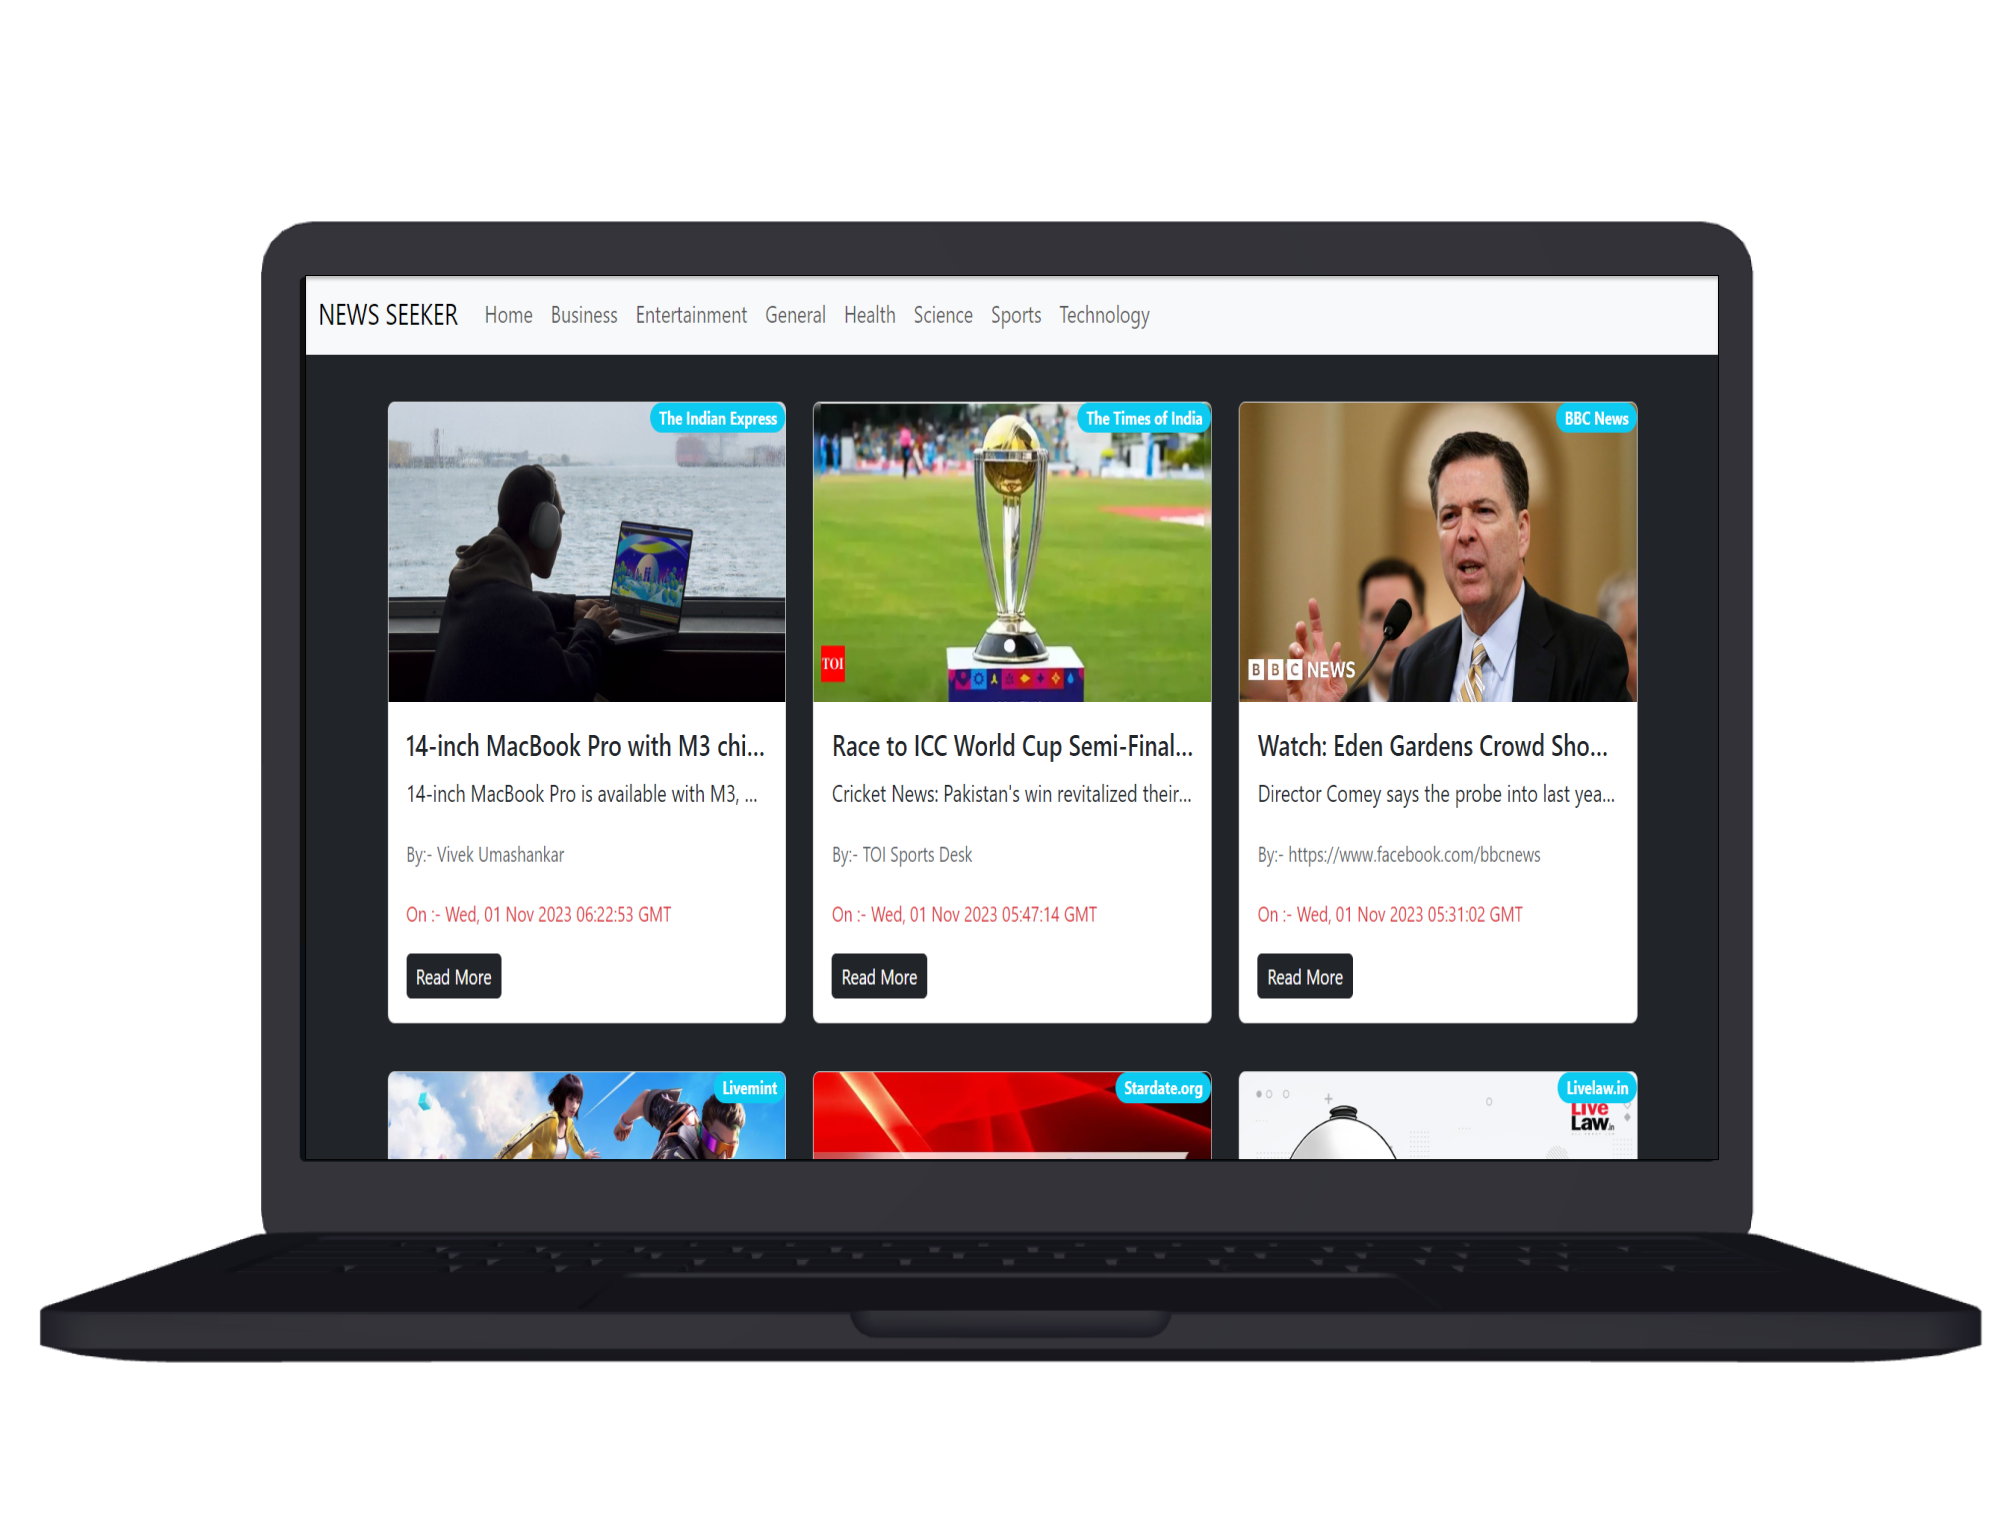 NEWS SEEKER Home Business Entertainment General Health Science Sports Technology
The Indian Express
14-inch MacBook Pro with M3 chi...
14-inch MacBook Pro is available with M3, ...
By:- Vivek Umashankar
On :- Wed, 01 Nov 2023 06:22:53 GMT
Read More
The Times of India
TOI
Race to ICC World Cup Semi-Final...
Cricket News: Pakistan's win revitalized their...
By:- TOI Sports Desk
On :- Wed, 01 Nov 2023 05:47:14 GMT
Read More
BBC News
BBC NEWS
Watch: Eden Gardens Crowd Sho...
Director Comey says the probe into last yea...
By:- https://www.facebook.com/bbcnews
On :- Wed, 01 Nov 2023 05:31:02 GMT
Read More
Livemint
Stardate.org
Livelaw.in
Live
Law.in